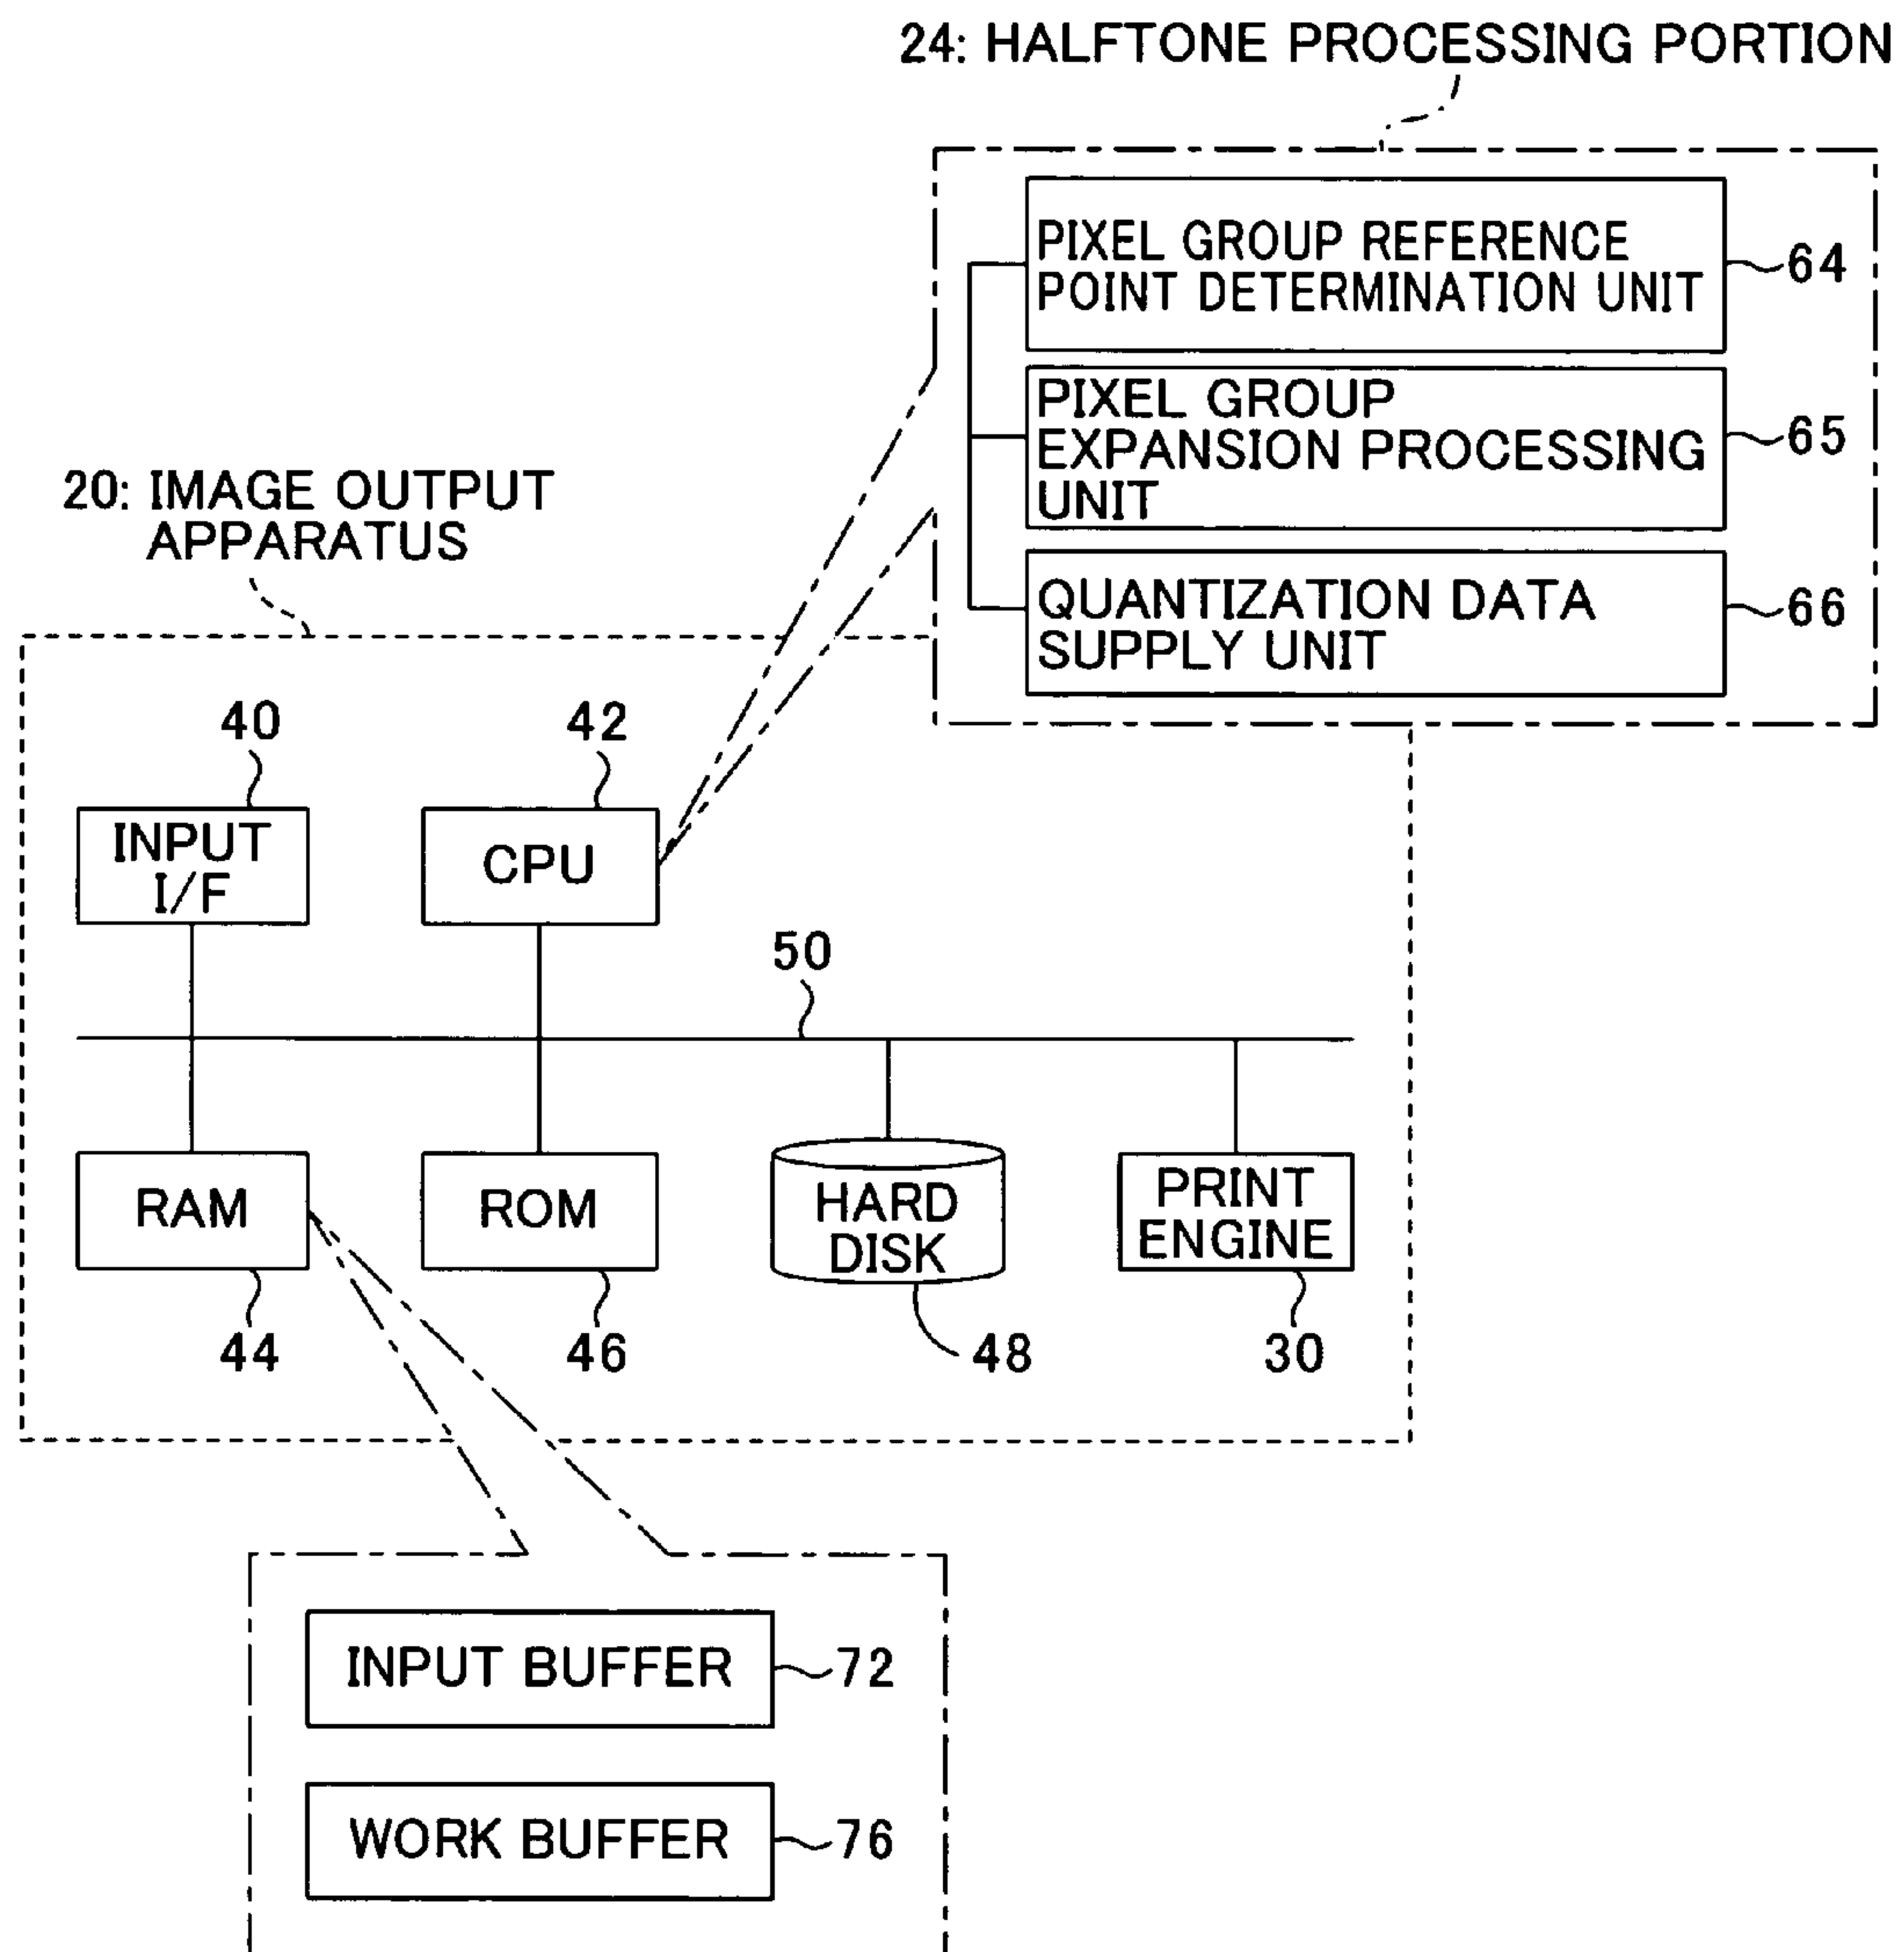 24: HALFTONE PROCESSING PORTION
PIXEL GROUP REFERENCE
POINT DETERMINATION UNIT
64
PIXEL GROUP
EXPANSION PROCESSING
UNIT
65
QUANTIZATION DATA
SUPPLY UNIT
66
20: IMAGE OUTPUT
APPARATUS
40
42
INPUT
I/F
CPU
50
RAM
ROM
HARD
DISK
PRINT
ENGINE
44
46
48
30
INPUT BUFFER
72
WORK BUFFER
76